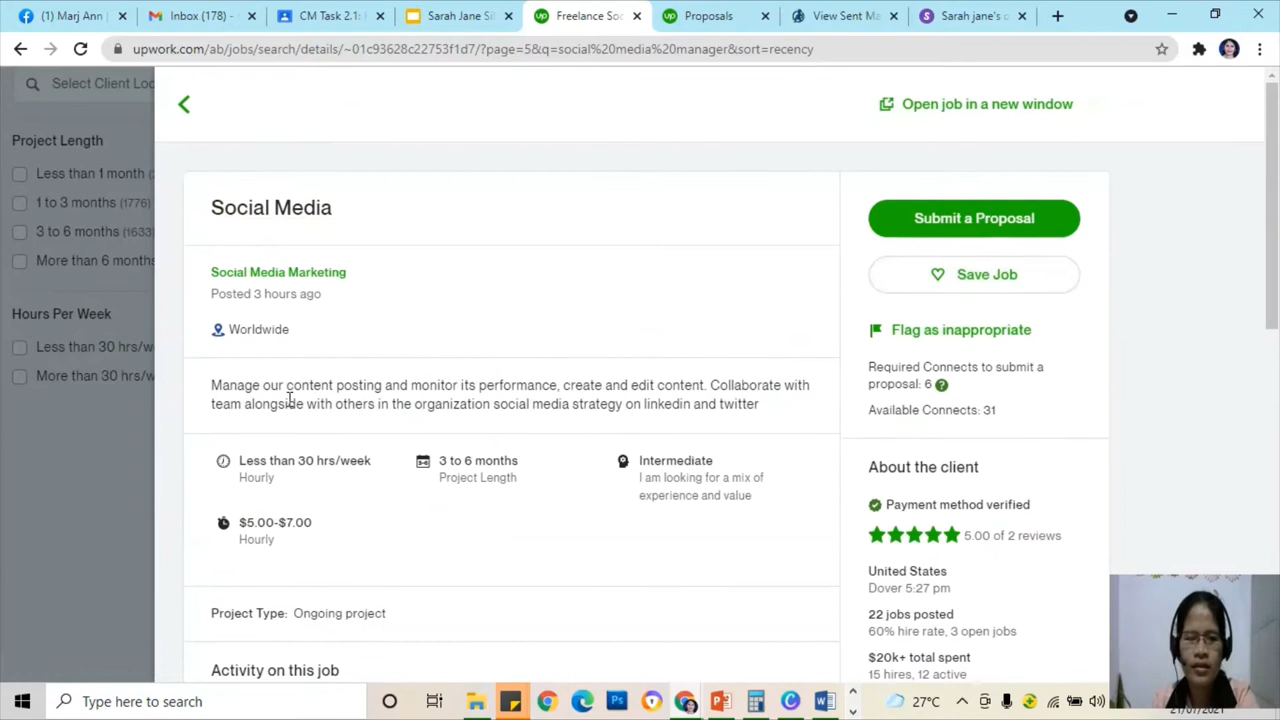 (1) Marj Ann
Inbox (178) -
CM Task 2.1:
Sarah Jane Si
Freelance Soc
Proposals
View Sent Ma
Sarah jane's o
upwork.com/ab/jobs/search/details/~01c93628c22753f1d7/?page=5&q=social%20media%20manager&sort=recency
Select Client Loc
Open job in a new window
Project Length
Less than 1 month
1 to 3 months (1776)
3 to 6 months (1633
More than 6 months
Hours Per Week
Less than 30 hrs/w
More than 30 hrs/w
Social Media
Social Media Marketing
Posted 3 hours ago
Worldwide
Manage our content posting and monitor its performance, create and edit content. Collaborate with
team alongside with others in the organization social media strategy on linkedin and twitter
Less than 30 hrs/week
Hourly
3 to 6 months
Project Length
Intermediate
I am looking for a mix of
experience and value
$5.00-$7.00
Hourly
Project Type: Ongoing project
Activity on this job
Submit a Proposal
Save Job
Flag as inappropriate
Required Connects to submit a
proposal: 6
Available Connects: 31
About the client
Payment method verified
5.00 of 2 reviews
United States
Dover 5:27 pm
22 jobs posted
60% hire rate, 3 open jobs
$20k+ total spent
15 hires, 12 active
Type here to search
27°C
21/07/2021